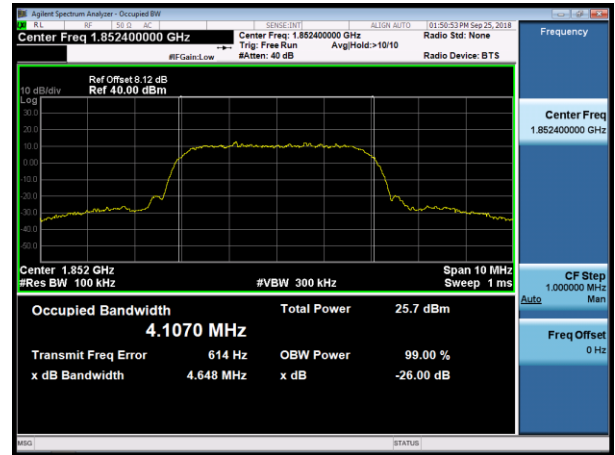 Agilent Spectrum Analyzer - Occupied BW
RL RF 50 Ω AC SENSE:INT ALIGN AUTO 01:50:53 PM Sep 25, 2018
Center Freq 1.852400000 GHz
Center Freq: 1.852400000 GHz
Radio Std: None
Trig: Free Run Avg|Hold:>10/10
#IFGain:Low
#Atten: 40 dB
Radio Device: BTS
Ref Offset 8.12 dB
10 dB/div Ref 40.00 dBm
Log
30.0
20.0
10.0
0.00
-10.0
-20.0
-30.0
-40.0
-50.0
Center 1.852 GHz
Span 10 MHz
#Res BW 100 kHz
#VBW 300 kHz
Sweep 1 ms
Occupied Bandwidth
Total Power 25.7 dBm
4.1070 MHz
Transmit Freq Error 614 Hz
OBW Power 99.00 %
x dB Bandwidth 4.648 MHz
x dB -26.00 dB
Frequency
Center Freq
1.852400000 GHz
CF Step
1.000000 MHz
Auto Man
Freq Offset
0 Hz
MSG
STATUS